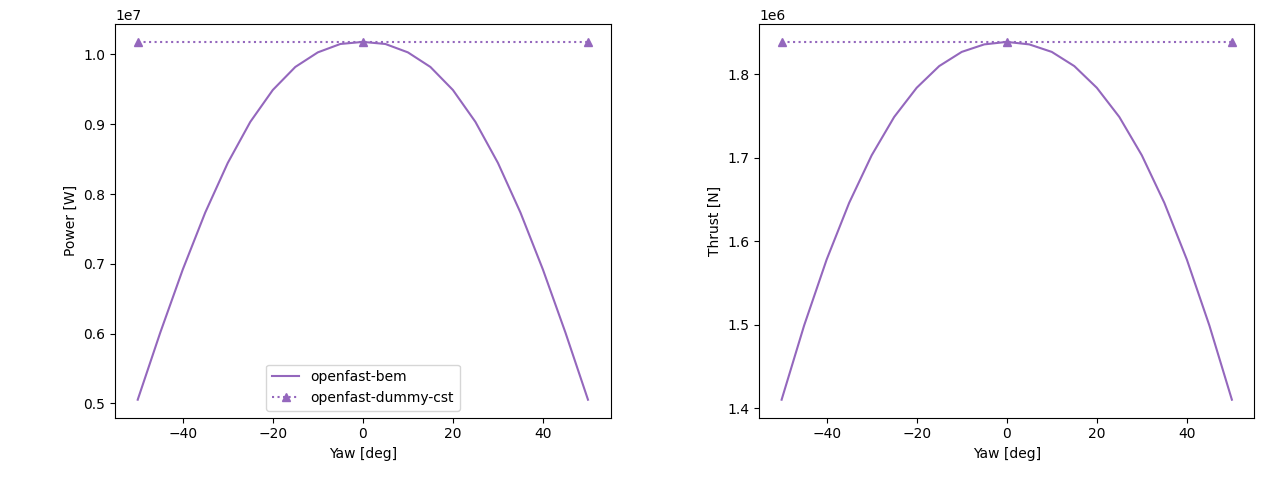 1e7
1.0
0.9
0.8
0.7
0.6
0.5
Power [W]
−40
−20
0
20
40
Yaw [deg]
openfast-bem
openfast-dummy-cst
1e6
1.8
1.7
1.6
1.5
1.4
Thrust [N]
−40
−20
0
20
40
Yaw [deg]